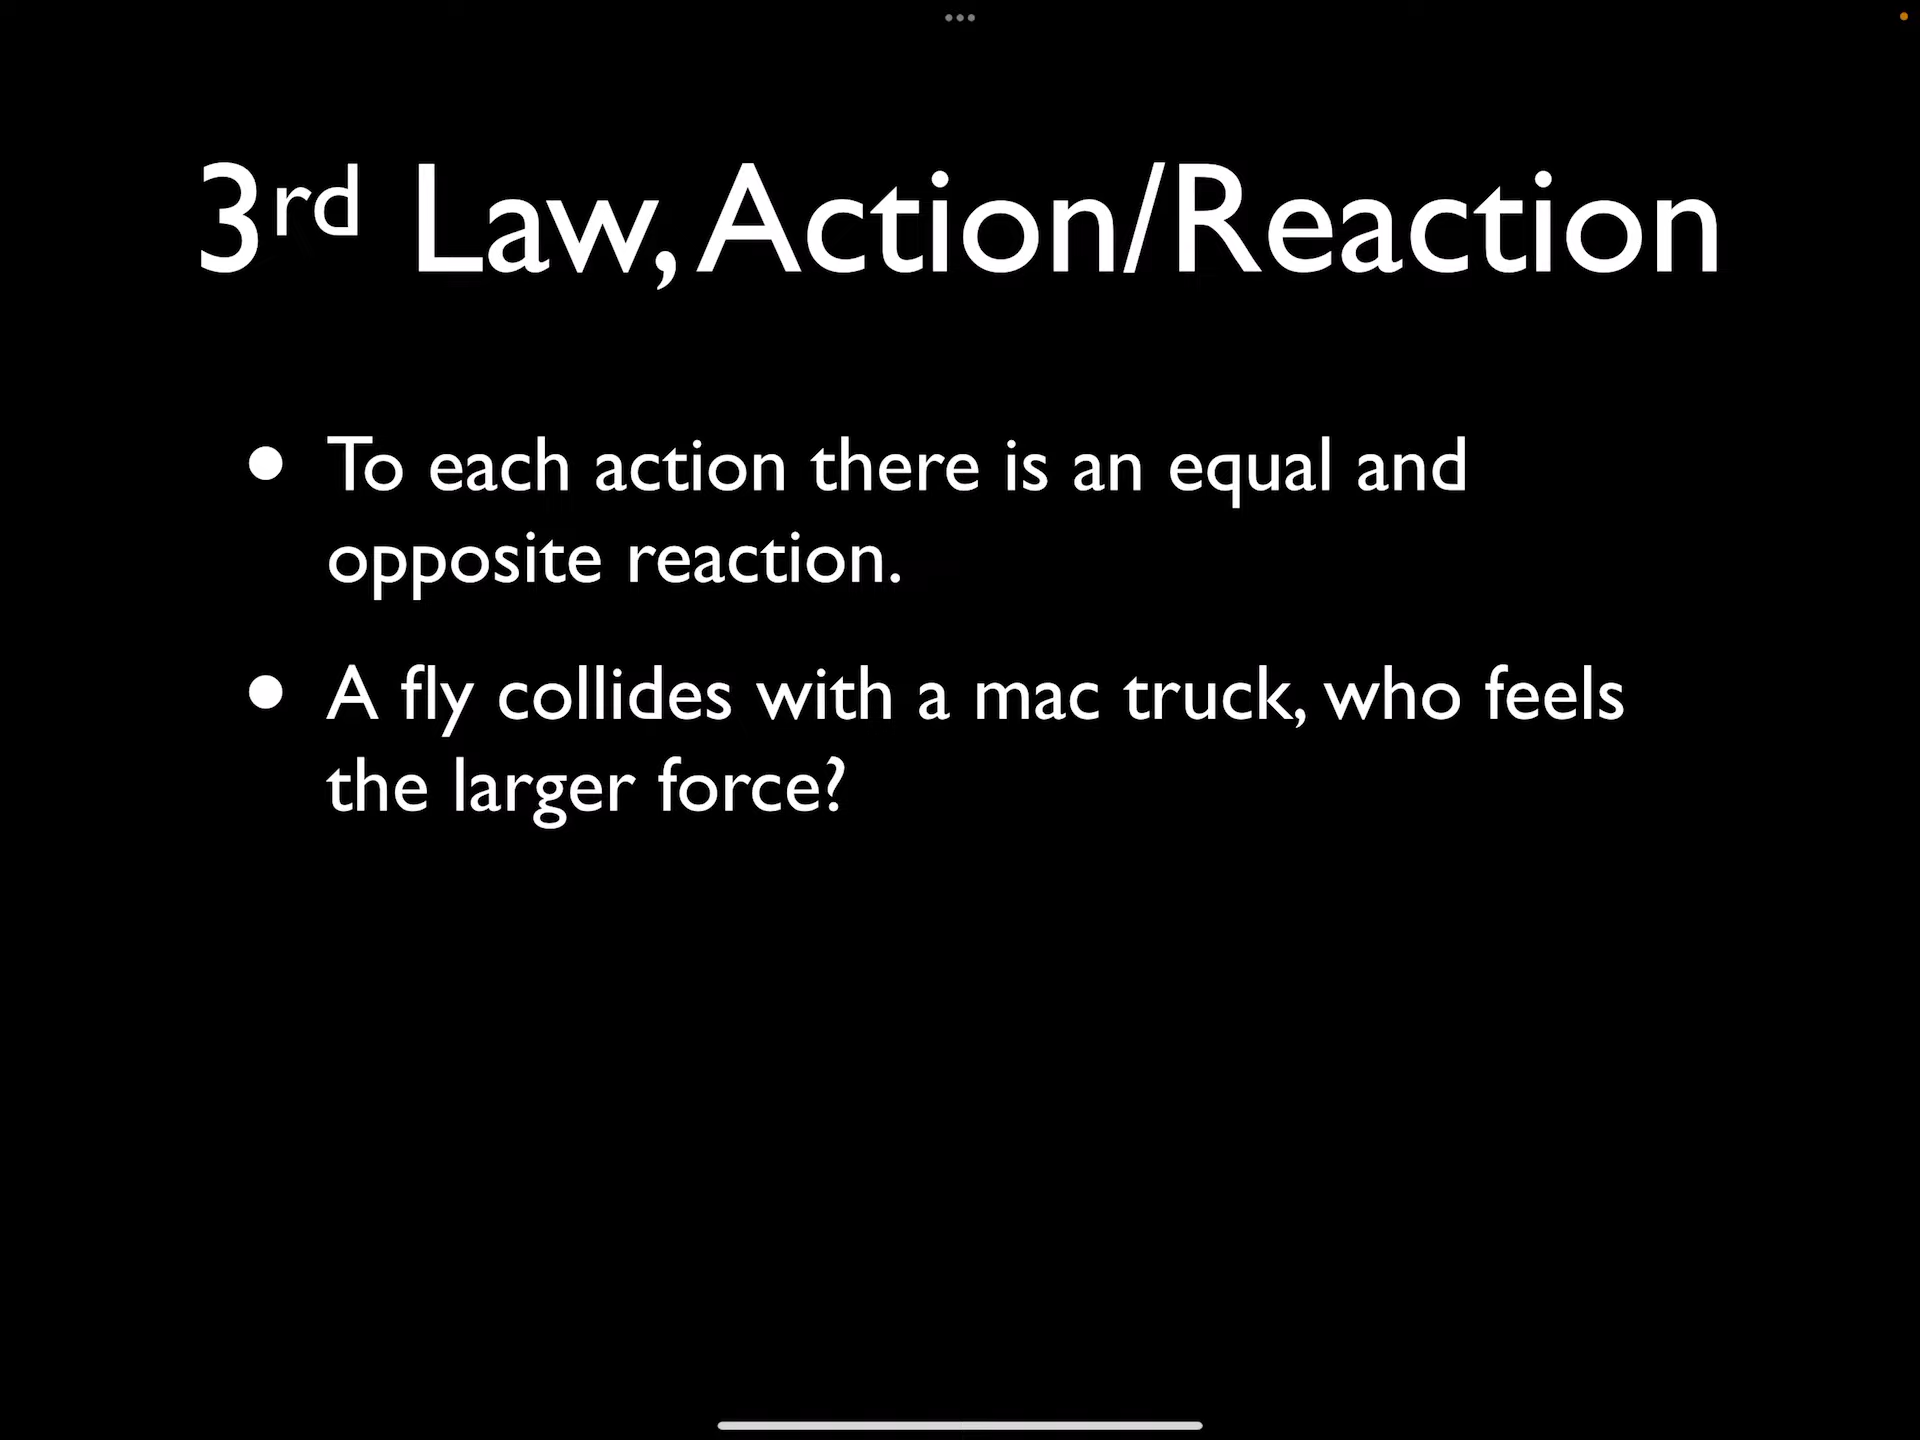 3rd Law, Action/Reaction
• To each action there is an equal and
opposite reaction.
• A fly collides with a mac truck, who feels
the larger force?